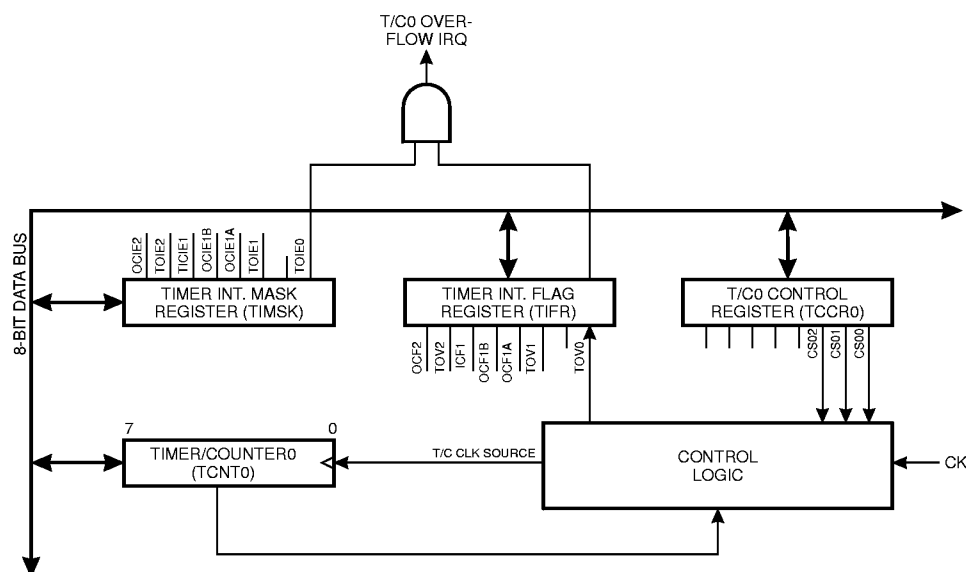 T/C0 OVER-
FLOW IRQ
8-BIT DATA BUS
OCIE2
TOIE2
TICIE1
OCIE1B
OCIE1A
TOIE1
TOIE0
TIMER INT. MASK
REGISTER (TIMSK)
TIMER INT. FLAG
REGISTER (TIFR)
T/C0 CONTROL
REGISTER (TCCR0)
OCF2
TOV2
ICF1
OCF1B
OCF1A
TOV1
TOV0
CS02
CS01
CS00
7
0
TIMER/COUNTER0
(TCNT0)
T/C CLK SOURCE
CONTROL
LOGIC
CK